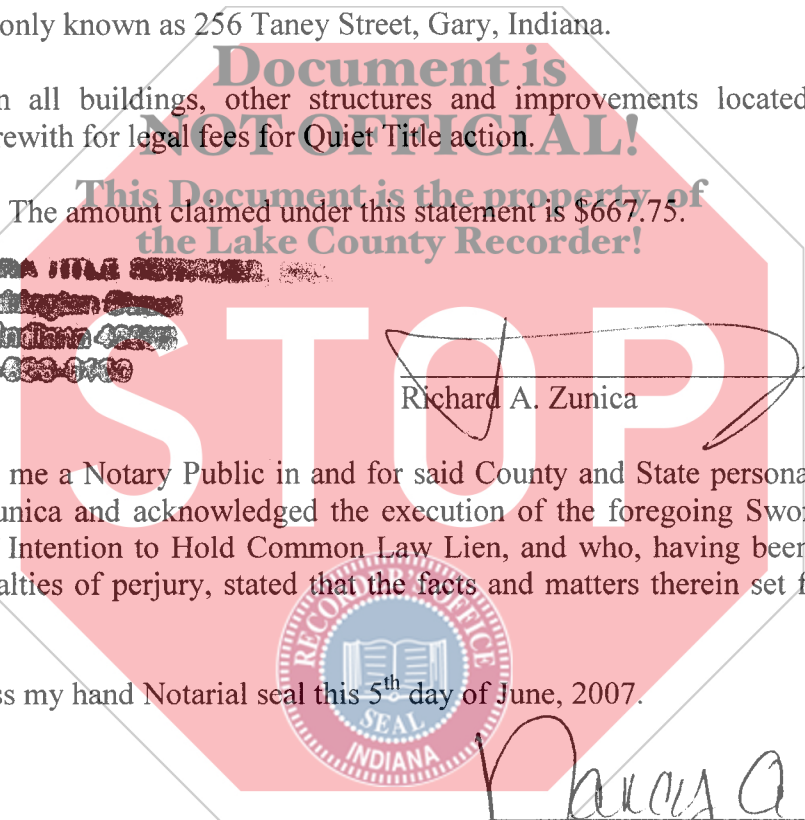 only known as 256 Taney Street, Gary, Indiana.
Document is
n all buildings, other structures and improvements located
NOT OFFICIAL!
rewith for legal fees for Quiet Title action.
This Document is the property of
The amount claimed under this statement is $667.75.
the Lake County Recorder!
STOP
Richard A. Zunica
me a Notary Public in and for said County and State persona
unica and acknowledged the execution of the foregoing Swor
Intention to Hold Common Law Lien, and who, having been
alties of perjury, stated that the facts and matters therein set f
RECORDER'S OFFICE
ss my hand Notarial seal this 5th day of June, 2007.
SEAL
INDIANA
Nancy A